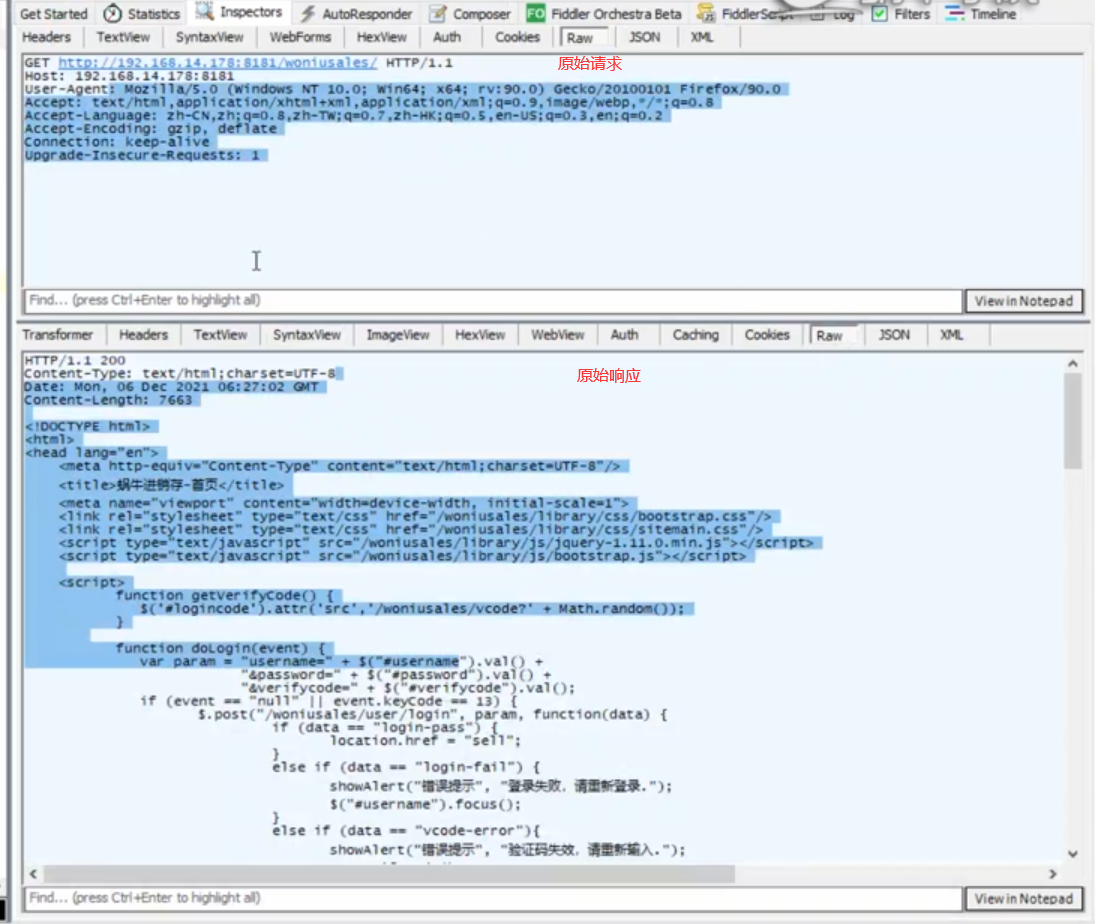 Get Started Statistics Inspectors AutoResponder Composer FO Fiddler Orchestra Beta FiddlerScript Log Filters Timeline
Headers TextView SyntaxView WebForms HexView Auth Cookies Raw JSON XML
GET http://192.168.14.178:8181/woniusales/ HTTP/1.1 原始请求
Host: 192.168.14.178:8181
User-Agent: Mozilla/5.0 (Windows NT 10.0; Win64; x64; rv:90.0) Gecko/20100101 Firefox/90.0
Accept: text/html,application/xhtml+xml,application/xml;q=0.9,image/webp,*/*;q=0.8
Accept-Language: zh-CN,zh;q=0.8,zh-TW;q=0.7,zh-HK;q=0.5,en-US;q=0.3,en;q=0.2
Accept-Encoding: gzip, deflate
Connection: keep-alive
Upgrade-Insecure-Requests: 1
Find... (press Ctrl+Enter to highlight all) View in Notepad
Transformer Headers TextView SyntaxView ImageView HexView WebView Auth Caching Cookies Raw JSON XML
HTTP/1.1 200
Content-Type: text/html;charset=UTF-8 原始响应
Date: Mon, 06 Dec 2021 06:27:02 GMT
Content-Length: 7663
<!DOCTYPE html>
<html>
<head lang="en">
<meta http-equiv="Content-Type" content="text/html;charset=UTF-8"/>
<title>蜗牛进销存-首页</title>
<meta name="viewport" content="width=device-width, initial-scale=1">
<link rel="stylesheet" type="text/css" href="/woniusales/library/css/bootstrap.css"/>
<link rel="stylesheet" type="text/css" href="/woniusales/library/css/sitemain.css"/>
<script type="text/javascript" src="/woniusales/library/js/jquery-1.11.0.min.js"></script>
<script type="text/javascript" src="/woniusales/library/js/bootstrap.js"></script>
<script>
function getVerifyCode() {
$('#logincode').attr('src','/woniusales/vcode?' + Math.random());
}
function doLogin(event) {
var param = "username=" + $("#username").val() +
"&password=" + $("#password").val() +
"&verifycode=" + $("#verifycode").val();
if (event == "null" || event.keyCode == 13) {
$.post("/woniusales/user/login", param, function(data) {
if (data == "login-pass") {
location.href = "sell";
}
else if (data == "login-fail") {
showAlert("错误提示", "登录失败，请重新登录.");
$("#username").focus();
}
else if (data == "vcode-error"){
showAlert("错误提示", "验证码失效，请重新输入.");
Find... (press Ctrl+Enter to highlight all) View in Notepad